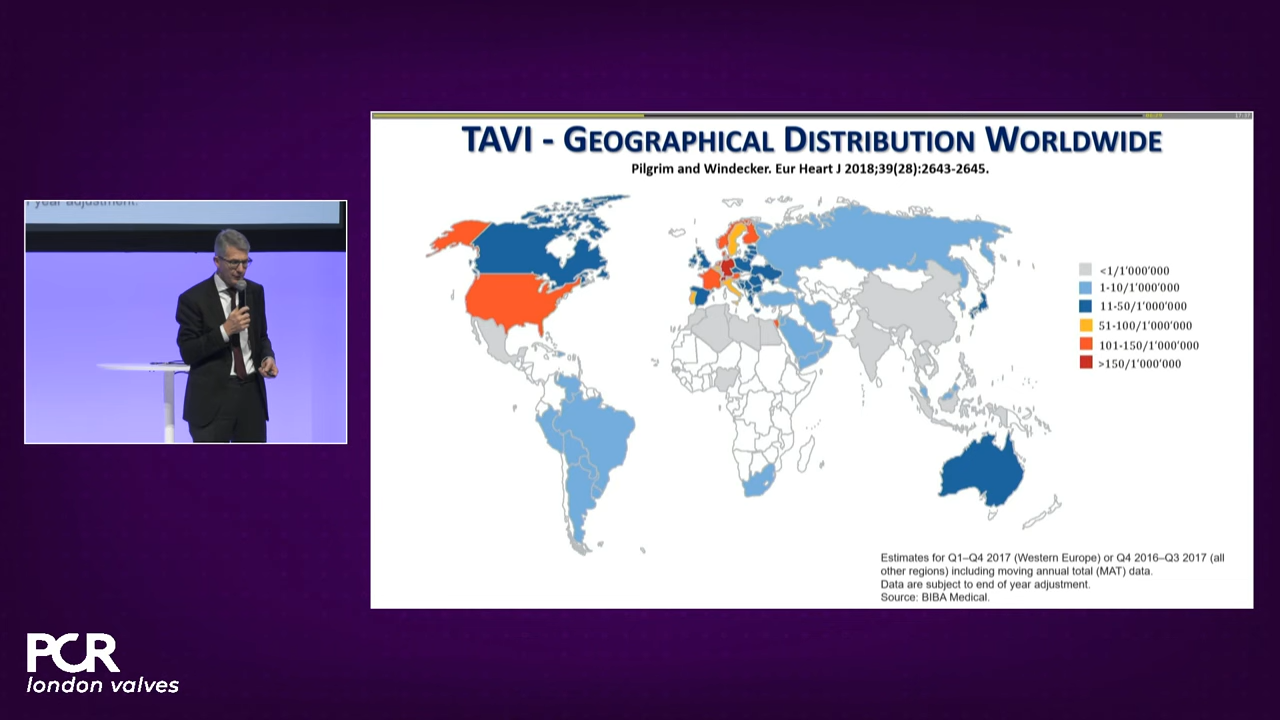 TAVI - GEOGRAPHICAL DISTRIBUTION WORLDWIDE
Pilgrim and Windecker. Eur Heart J 2018;39(28):2643-2645.
year adjustment.
<1/1’000’000
1-10/1’000’000
11-50/1’000’000
51-100/1’000’000
101-150/1’000’000
>150/1’000’000
Estimates for Q1–Q4 2017 (Western Europe) or Q4 2016–Q3 2017 (all
other regions) including moving annual total (MAT) data.
Data are subject to end of year adjustment.
Source: BIBA Medical.
PCR
london valves